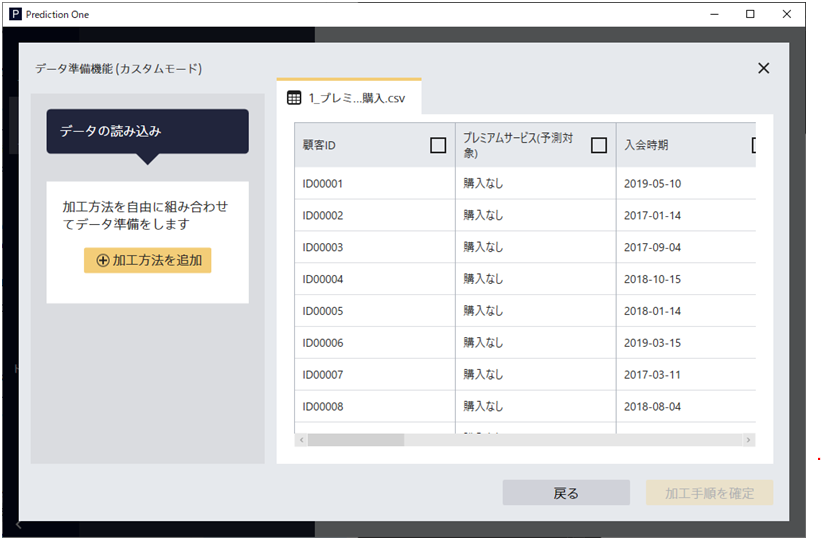 Prediction One
データ準備機能 (カスタムモード)
データの読み込み
加工方法を自由に組み合わせ
てデータ準備をします
加工方法を追加
1_プレミ...購入.csv
顧客ID
プレミアムサービス(予測対
象)
入会時期
ID00001 購入なし 2019-05-10
ID00002 購入なし 2017-01-14
ID00003 購入なし 2017-09-04
ID00004 購入なし 2018-10-15
ID00005 購入なし 2018-01-14
ID00006 購入なし 2019-03-15
ID00007 購入なし 2017-03-11
ID00008 購入なし 2018-08-04
戻る
加工手順を確定